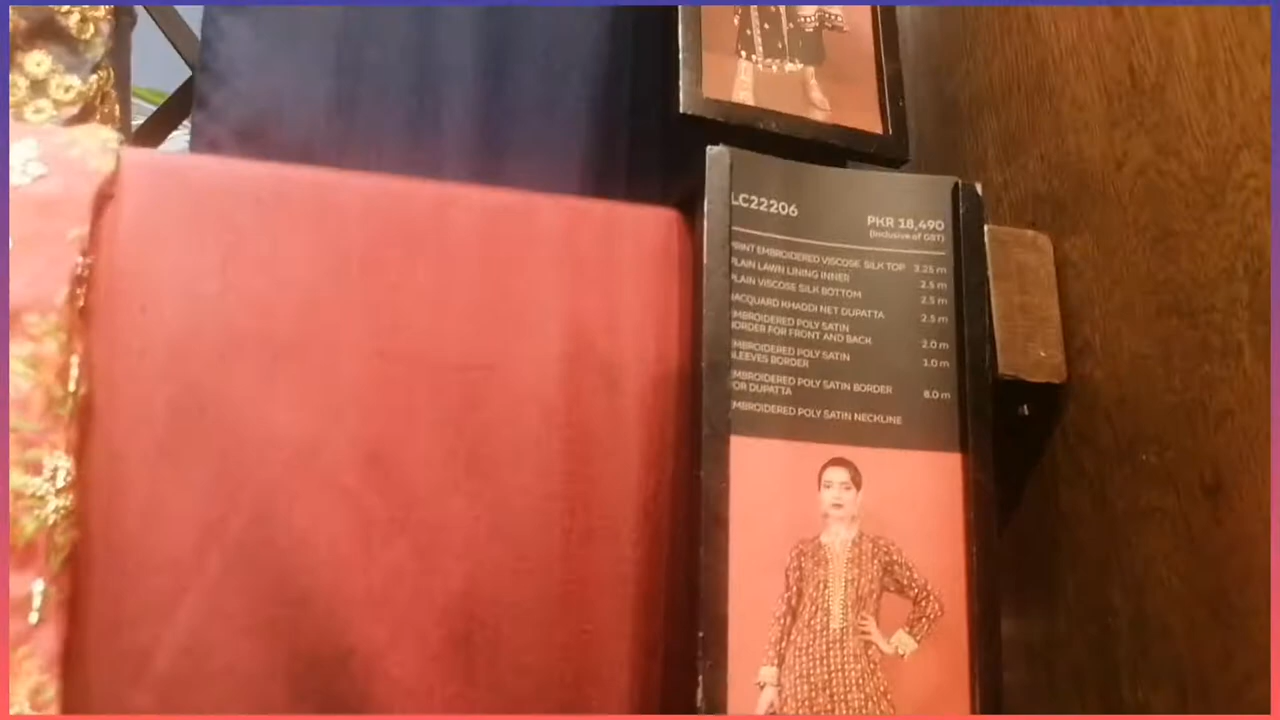 LC22206
PKR 18,490
(Inclusive of GST)
PRINT EMBROIDERED VISCOSE SILK TOP 3.25 m
PLAIN LAWN LINING INNER 2.5 m
PLAIN VISCOSE SILK BOTTOM 2.5 m
JACQUARD KHADDI NET DUPATTA 2.5 m
EMBROIDERED POLY SATIN
BORDER FOR FRONT AND BACK 2.0 m
EMBROIDERED POLY SATIN
SLEEVES BORDER 1.0 m
EMBROIDERED POLY SATIN BORDER
FOR DUPATTA 8.0 m
EMBROIDERED POLY SATIN NECKLINE